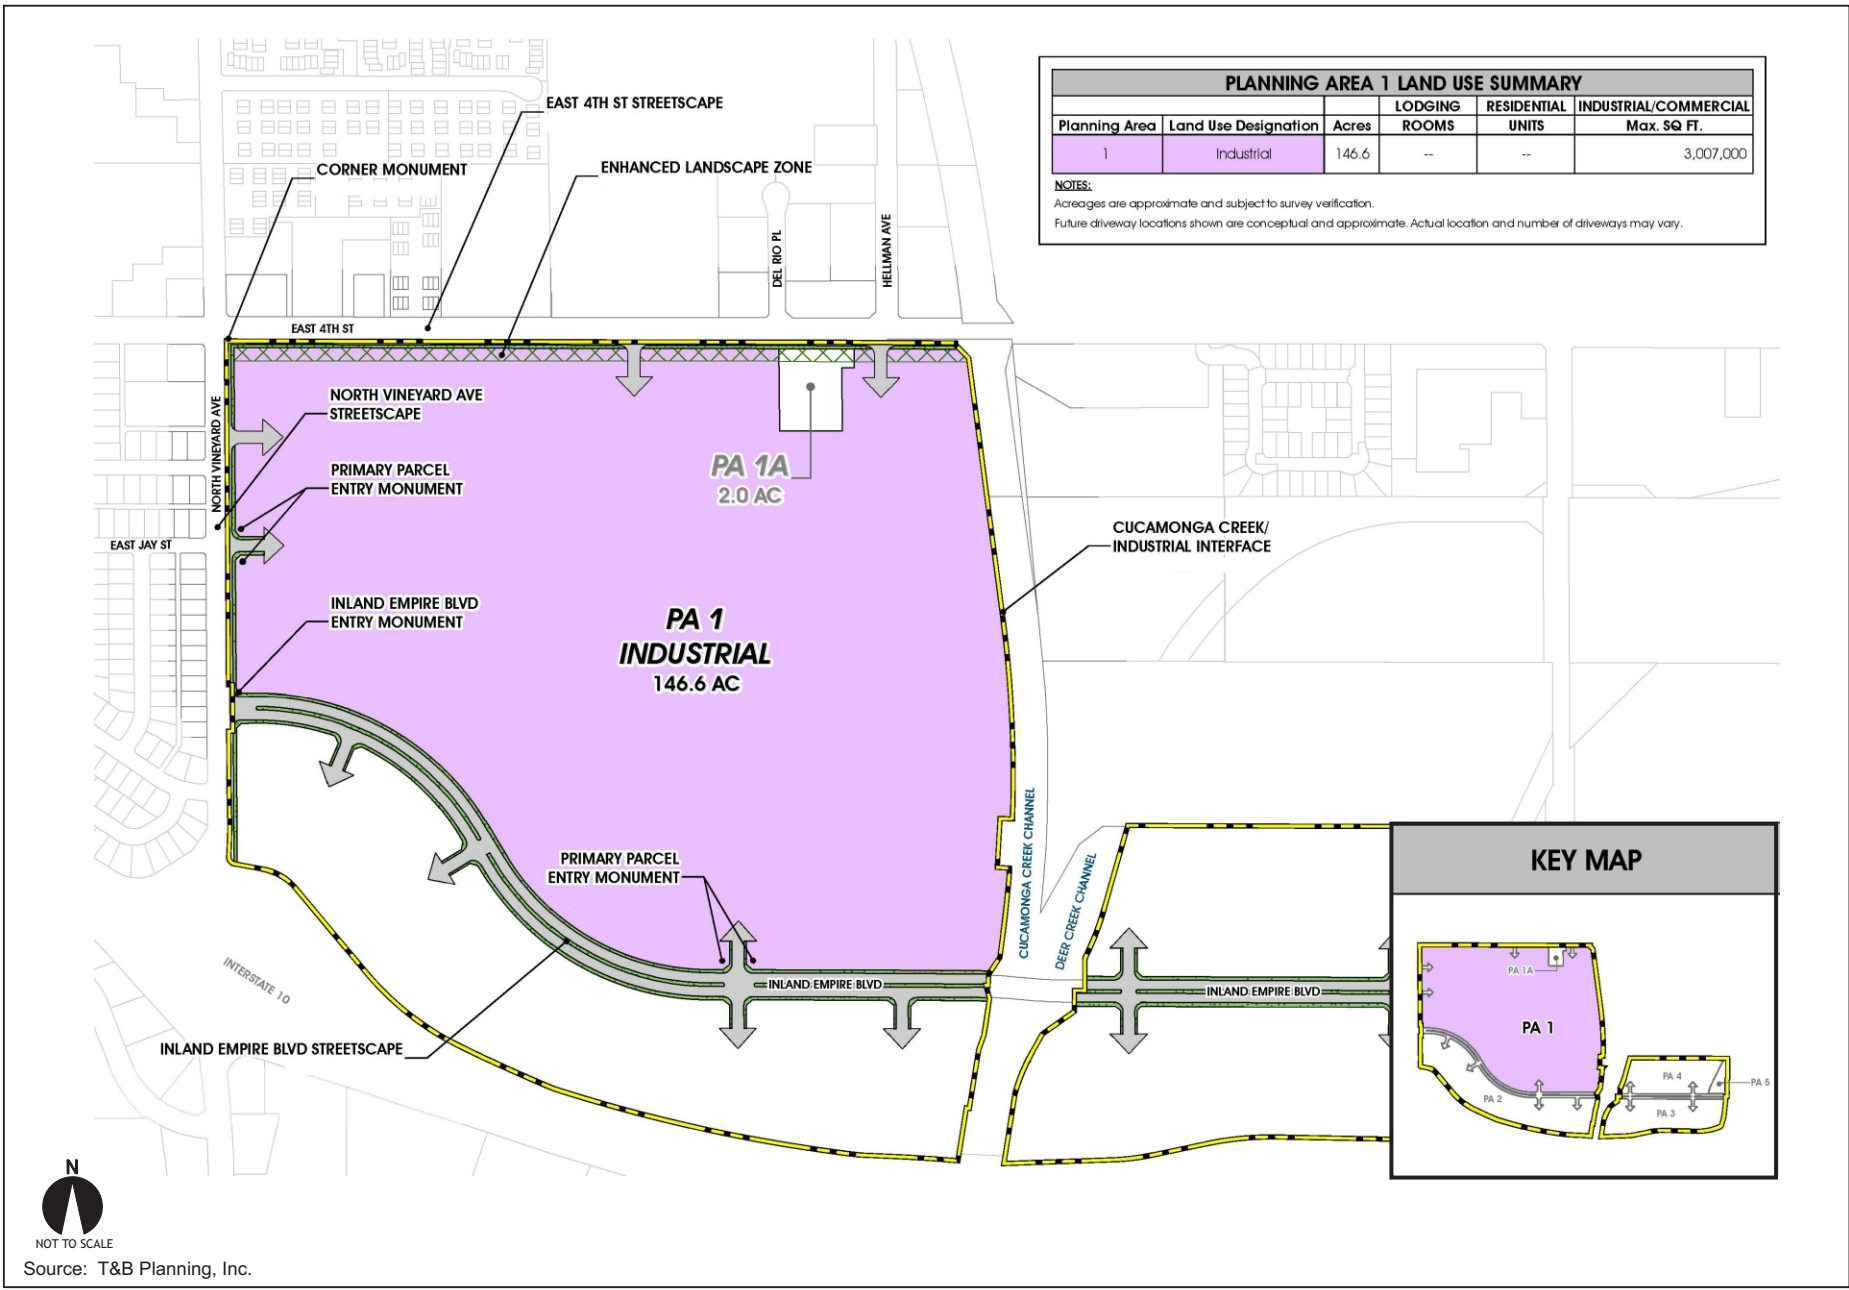 PLANNING AREA 1 LAND USE SUMMARY
LODGING RESIDENTIAL INDUSTRIAL/COMMERCIAL
Planning Area Land Use Designation Acres ROOMS UNITS Max. SQ FT.
1 Industrial 146.6 -- -- 3,007,000
NOTES:
Acreages are approximate and subject to survey verification.
Future driveway locations shown are conceptual and approximate. Actual location and number of driveways may vary.
EAST 4TH ST STREETSCAPE
CORNER MONUMENT
ENHANCED LANDSCAPE ZONE
DEL RIO PL
HELLMAN AVE
EAST 4TH ST
NORTH VINEYARD AVE
STREETSCAPE
NORTH VINEYARD AVE
PRIMARY PARCEL
ENTRY MONUMENT
PA 1A
2.0 AC
EAST JAY ST
CUCAMONGA CREEK/
INDUSTRIAL INTERFACE
INLAND EMPIRE BLVD
ENTRY MONUMENT
PA 1
INDUSTRIAL
146.6 AC
PRIMARY PARCEL
ENTRY MONUMENT
CUCAMONGA CREEK CHANNEL
DEER CREEK CHANNEL
INTERSTATE 10
INLAND EMPIRE BLVD
INLAND EMPIRE BLVD
INLAND EMPIRE BLVD STREETSCAPE
KEY MAP
PA 1A
PA 1
PA 4
PA 5
PA 2
PA 3
N
NOT TO SCALE
Source: T&B Planning, Inc.